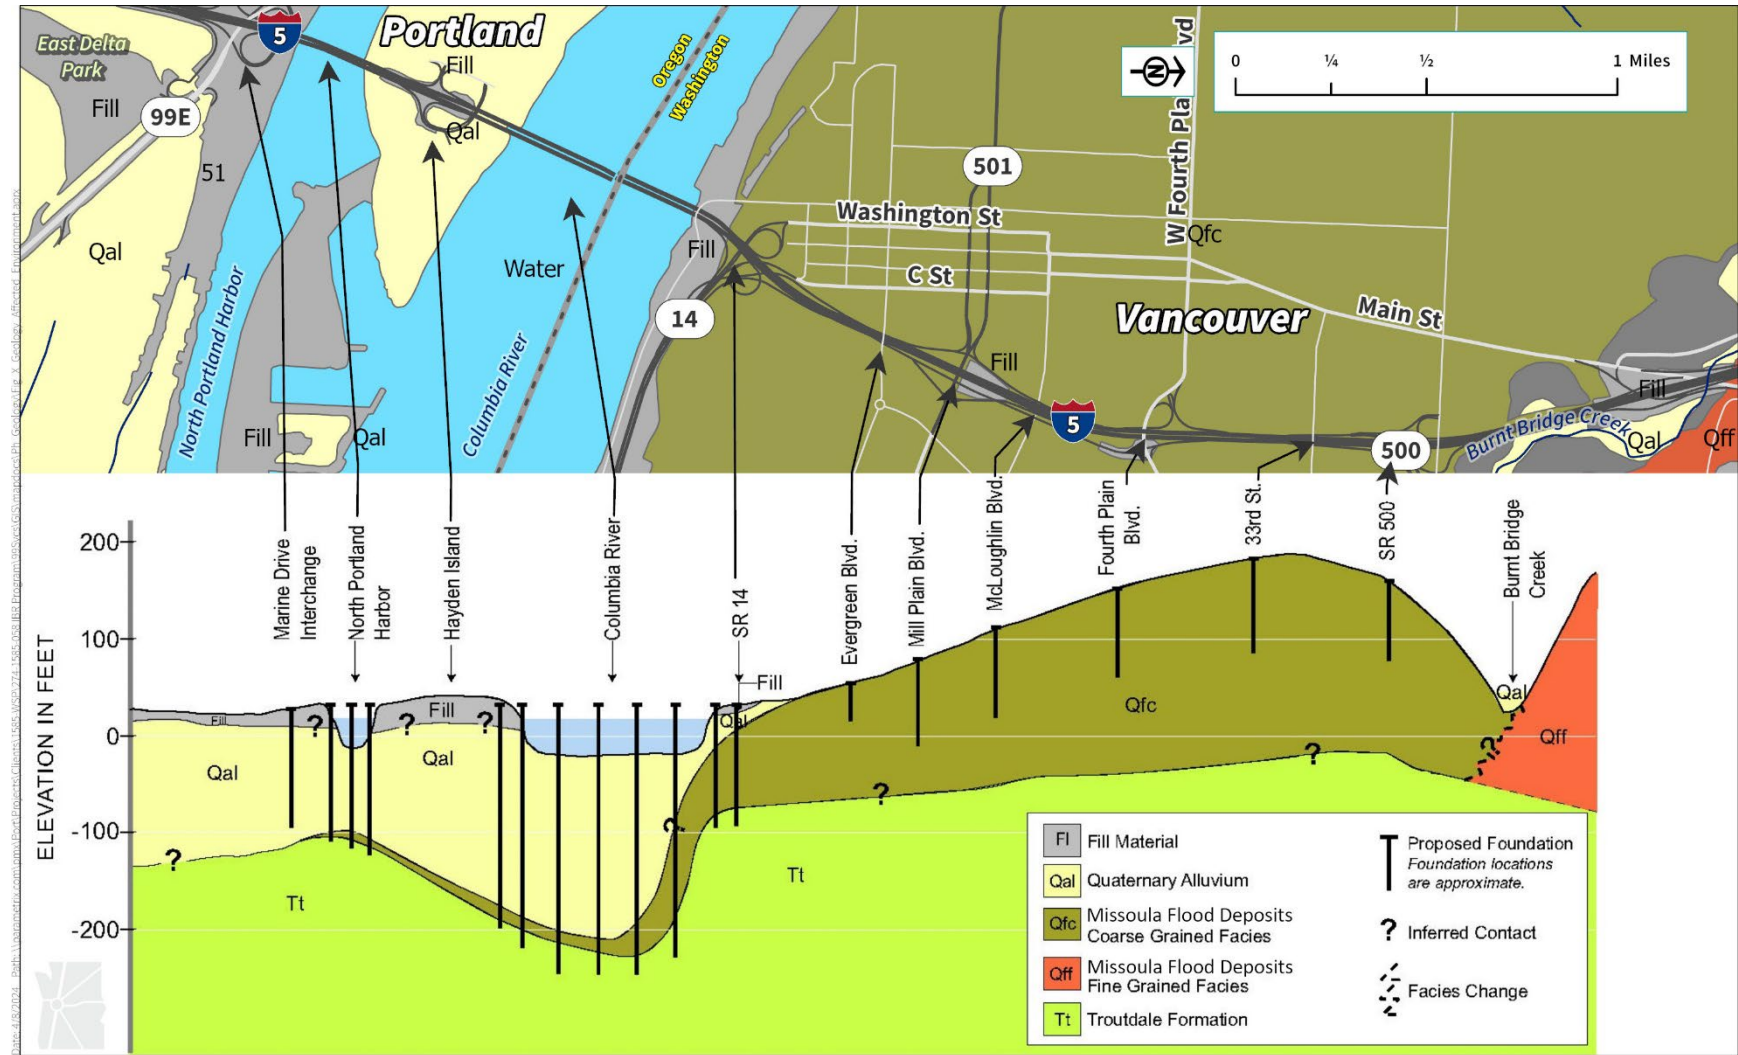 Portland
East Delta
Park
Fill
99E
5
Fill
Qal
51
Qal
North Portland Harbor
Fill
Qal
Water
Columbia River
Oregon
Washington
N
0 ¼ ½ 1 Miles
501
W Fourth Pla vd
Washington St
Qfc
Fill
C St
14
Vancouver
Main St
Fill
5
Fill
500
Burnt Bridge Creek
Qal
Qff
Marine Drive
Interchange
North Portland
Harbor
Hayden Island
Columbia River
SR 14
Evergreen Blvd.
Mill Plain Blvd.
McLoughlin Blvd.
Fourth Plain
Blvd.
33rd St.
SR 500
Burnt Bridge
Creek
ELEVATION IN FEET
200
100
0
-100
-200
Fill
?
Fill
?
?
Fill
Qal
Qal
Qal
Qfc
Qal
Qff
?
?
?
?
?
Tt
Tt
Fl Fill Material
Qal Quaternary Alluvium
Qfc Missoula Flood Deposits
Coarse Grained Facies
Qff Missoula Flood Deposits
Fine Grained Facies
Tt Troutdale Formation
Proposed Foundation
Foundation locations
are approximate.
? Inferred Contact
Facies Change
Date: 4/8/2024